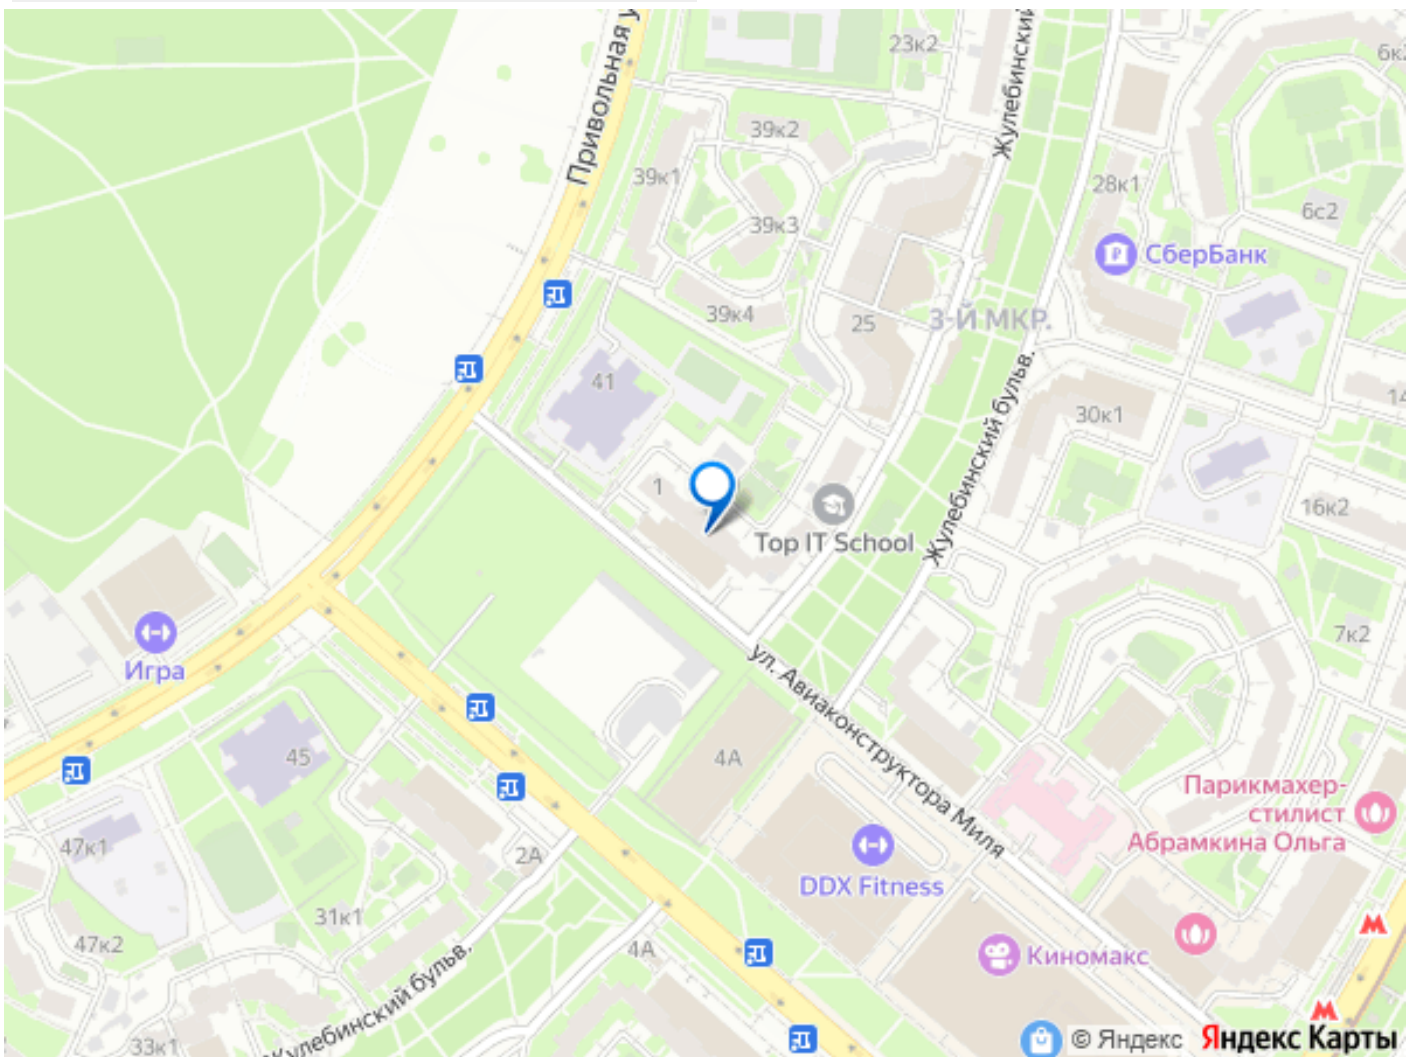 23к2
6к2
Привольная у
Жулебинский
39к2
39к1
28к1
6с2
39к3
СберБанк
39к4
25
3-Й МКР.
41
14
30к1
Жулебинский бульв.
1
16к2
Top IT School
7к2
Игра
ул. Авиаконструктора Миля
45
4А
Парикмахер-
стилист
Абрамкина Ольга
47к1
2А
DDX Fitness
31к1
47к2
4А
Киномакс
Жулебинский бульв.
33к1
© Яндекс Яндекс Карты